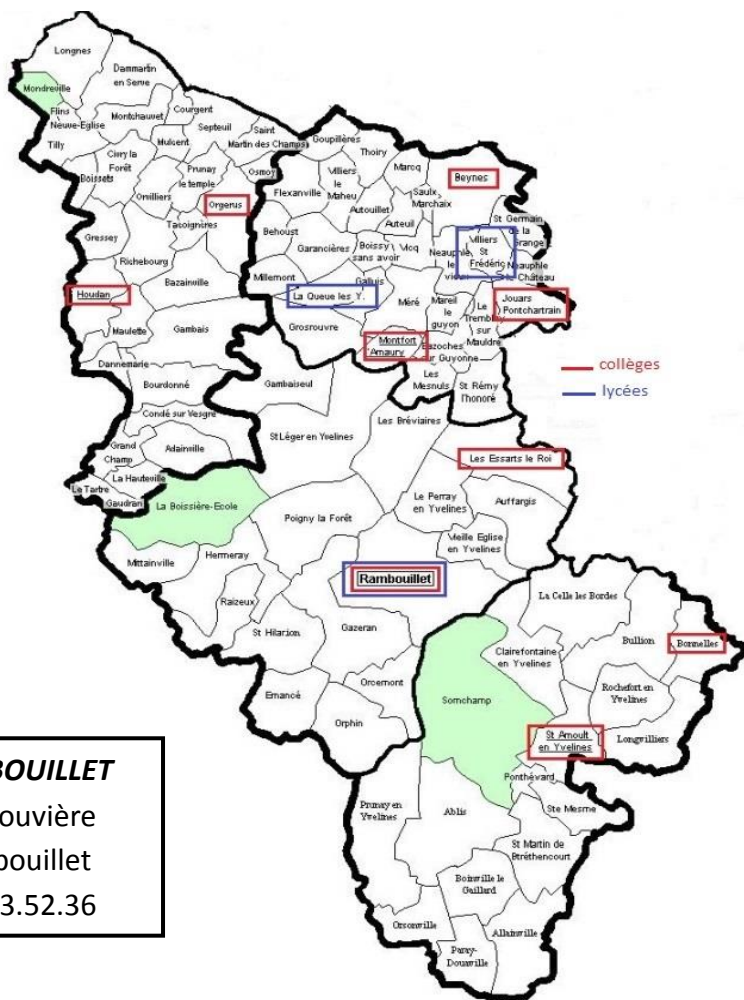 Longnes
Dammartin
en Serve
Mondreville
Flins
Neuve-Eglise
Montchauvet
Courgent
Septeuil
Saint
Martin des Champs
Tilly
Mulcent
Civry la
Forêt
Boissets
Prunay
le temple
Osmoy
Orvilliers
Orgerus
Tacoignères
Gressey
Richebourg
Bazainville
Houdan
Maulette
Gambais
Dannemarie
Bourdonné
Condé sur Vesgre
Grand
Champ
Adainville
La Hauteville
Le Tartre
Gaudran
Goupillères
Thoiry
Marcq
Beynes
Flexanville
Villiers
le
Maheu
Saulx
Marchaix
Autouillet
Auteuil
St Germain
de la
Grange
Behoust
Garancières
Boissy
sans avoir
Vicq
Neauphle
le
vieux
Villiers
St
Frédéric
Neauphle
le Château
Millemont
Galluis
La Queue les Y.
Méré
Mareil
le
guyon
Le
Tremblay
sur
Mauldre
Jouars
Pontchartrain
Grosrouvre
Montfort
Amaury
Bazoches
sur Guyonne
Les
Mesnuls
St Rémy
l'honoré
collèges
lycées
Gambaiseul
St Léger en Yvelines
Les Bréviaires
Les Essarts le Roi
La Boissière-Ecole
Poigny la Forêt
Le Perray
en Yvelines
Auffargis
Vieille Eglise
en Yvelines
Mittainville
Hermeray
Rambouillet
Raizeux
St Hilarion
Gazeran
Emancé
Orcemont
Orphin
La Celle les Bordes
Clairefontaine
en Yvelines
Bullion
Bonnelles
Rochefort en
Yvelines
Sonchamp
St Arnoult
en Yvelines
Longvilliers
Ponthévard
Prunay en
Yvelines
Ablis
Ste Mesme
St Martin de
Bréthencourt
Boinville le
Gaillard
Orsonville
Allainville
Paray-
Douaville
BOUILLET
ouvière
bouillet
3.52.36